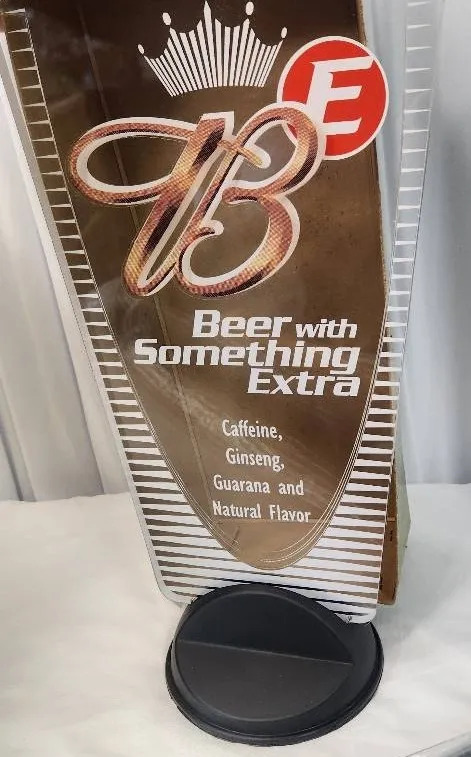 B E
Beer with
Something
Extra
Caffeine,
Ginseng,
Guarana and
Natural Flavor